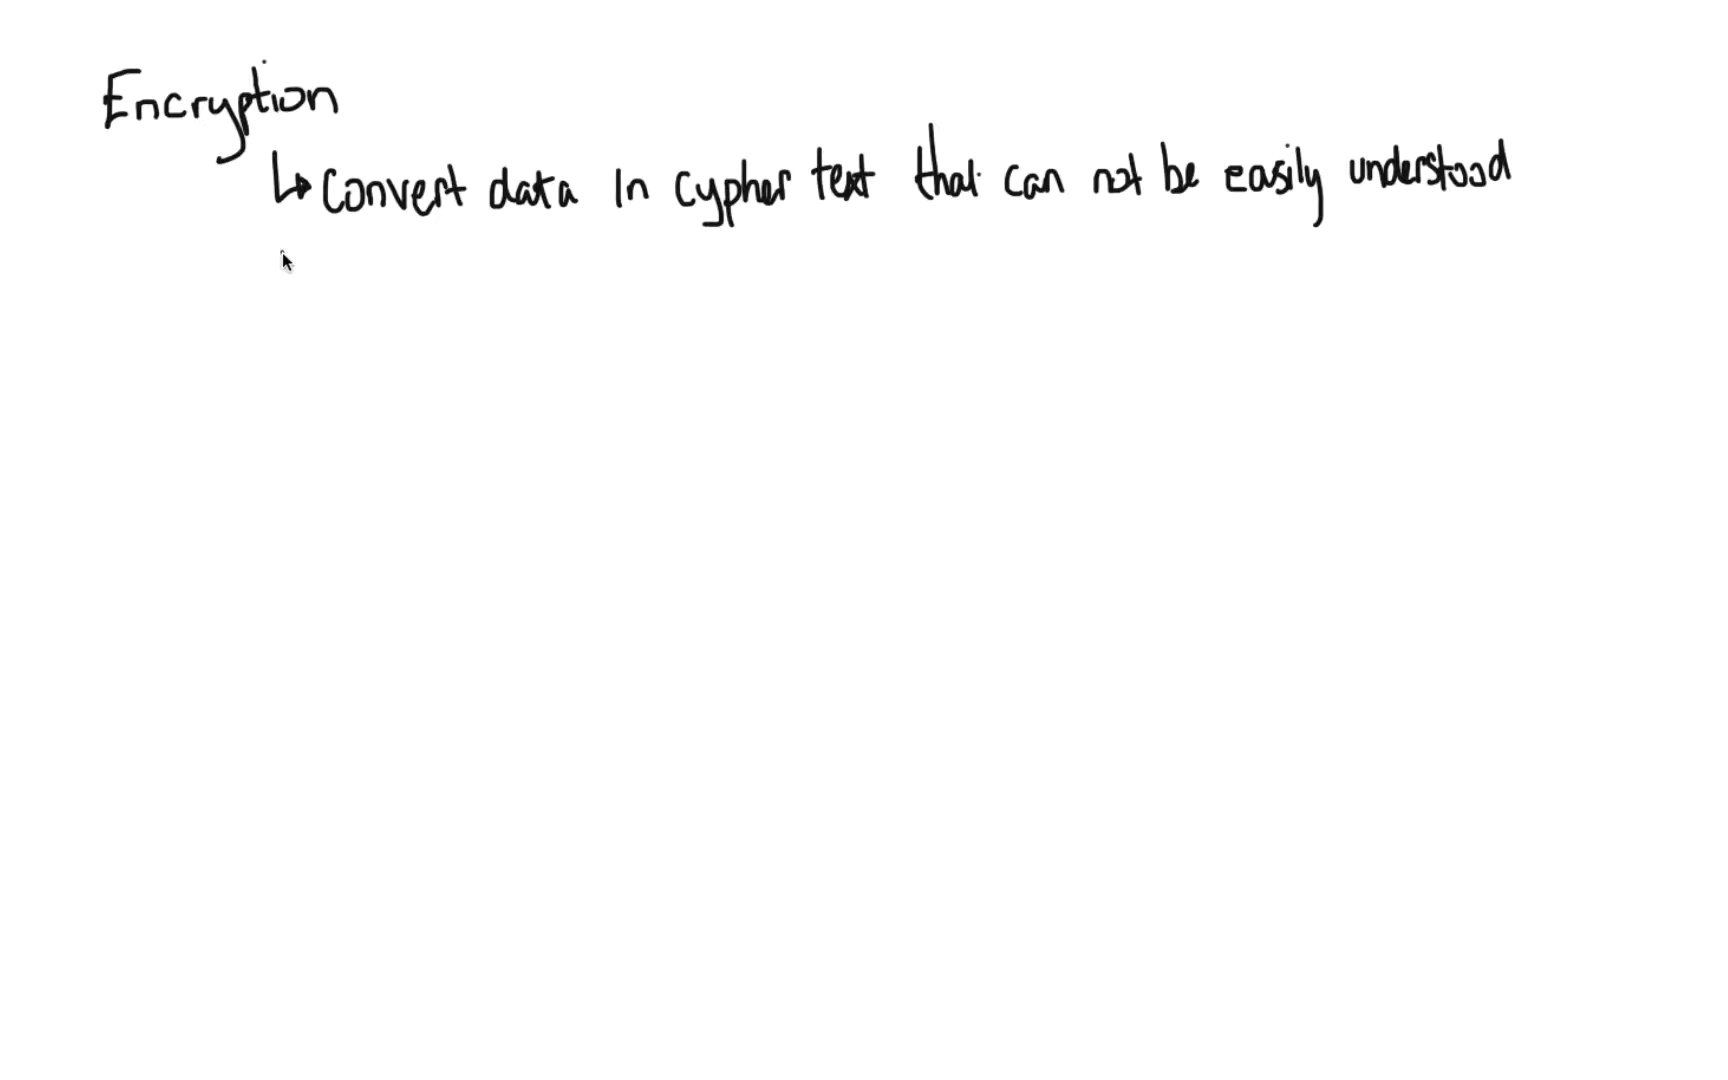 Encryption
↳ Convert data in cypher text that can not be easily understood